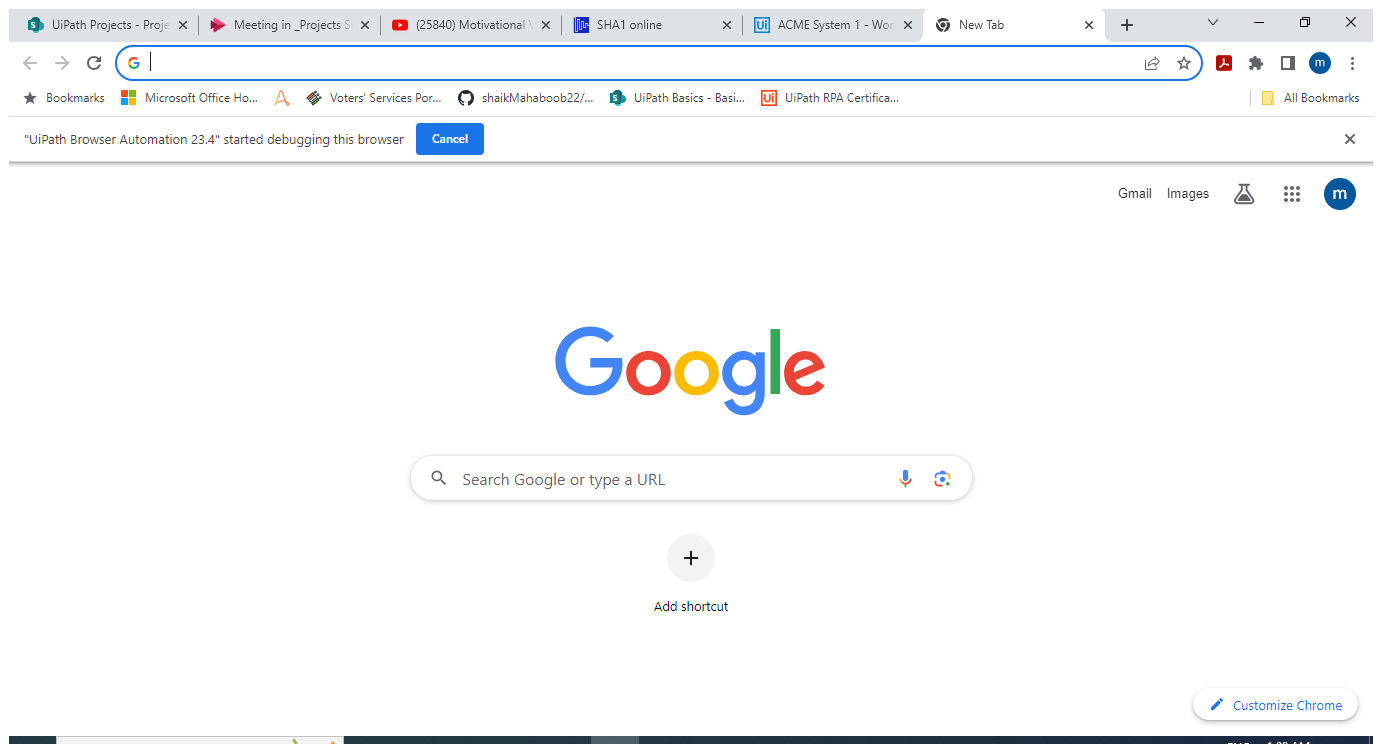 UiPath Projects - Proje Meeting in _Projects S (25840) Motivational V SHA1 online ACME System 1 - Wor New Tab
m
Bookmarks Microsoft Office Ho... Voters' Services Por... shaikMahaboob22/... UiPath Basics - Basi... UiPath RPA Certifica... All Bookmarks
"UiPath Browser Automation 23.4" started debugging this browser Cancel
Gmail Images m
Google
Search Google or type a URL
Add shortcut
Customize Chrome